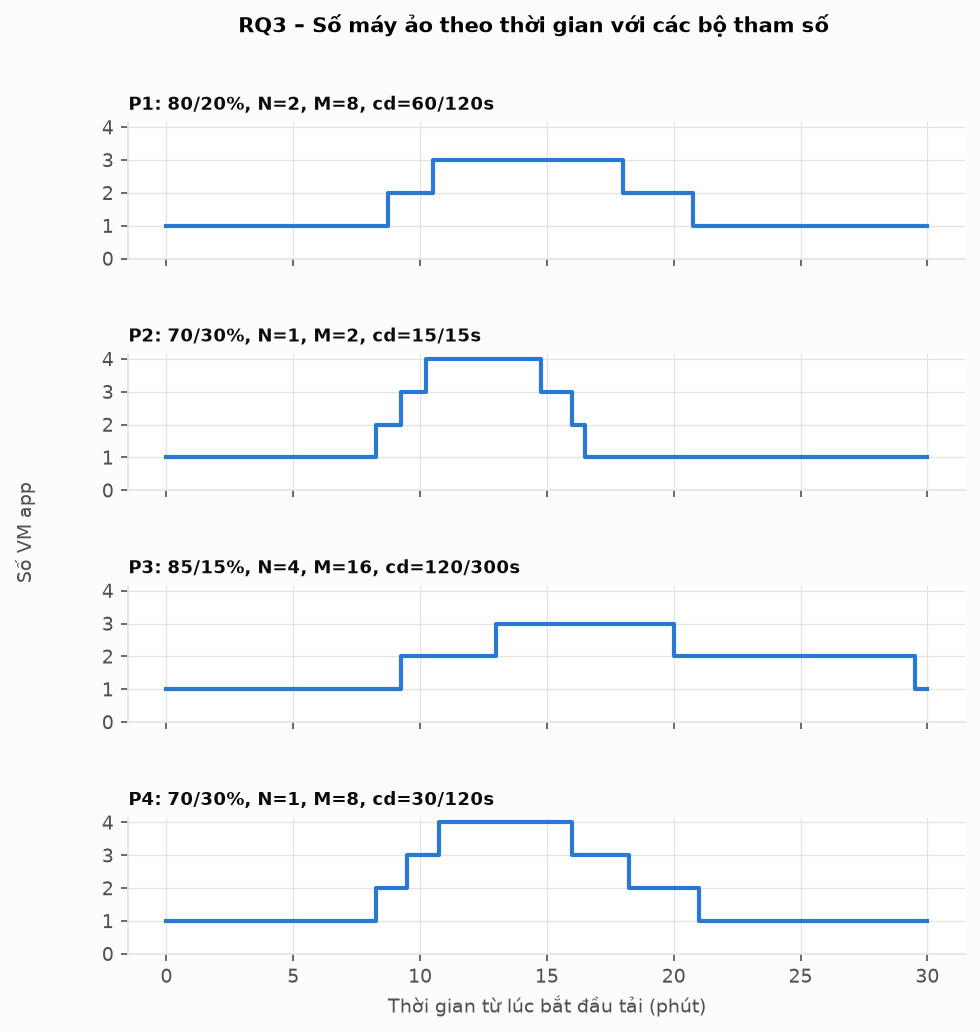 RQ3 – Số máy ảo theo thời gian với các bộ tham số
Số VM app
P1: 80/20%, N=2, M=8, cd=60/120s
4
3
2
1
0
P2: 70/30%, N=1, M=2, cd=15/15s
4
3
2
1
0
P3: 85/15%, N=4, M=16, cd=120/300s
4
3
2
1
0
P4: 70/30%, N=1, M=8, cd=30/120s
4
3
2
1
0
0 5 10 15 20 25 30
Thời gian từ lúc bắt đầu tải (phút)